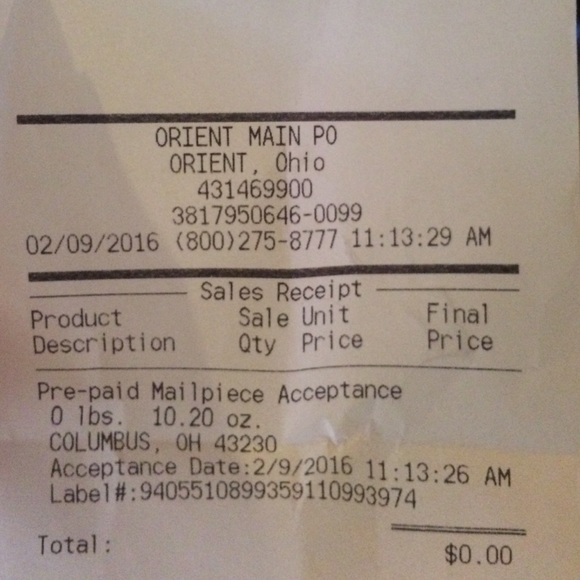 ORIENT MAIN PO
ORIENT, Ohio
431469900
3817950646-0099
02/09/2016 (800)275-8777 11:13:29 AM
Sales Receipt
Product Sale Unit Final
Description Qty Price Price
Pre-paid Mailpiece Acceptance
0 lbs. 10.20 oz.
COLUMBUS, OH 43230
Acceptance Date:2/9/2016 11:13:26 AM
Label#:9405510899359110993974
Total: $0.00